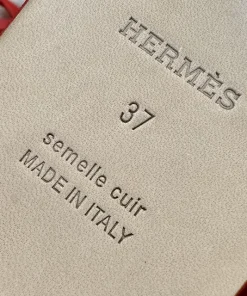 HERMÈS
37
semelle cuir
MADE IN ITALY